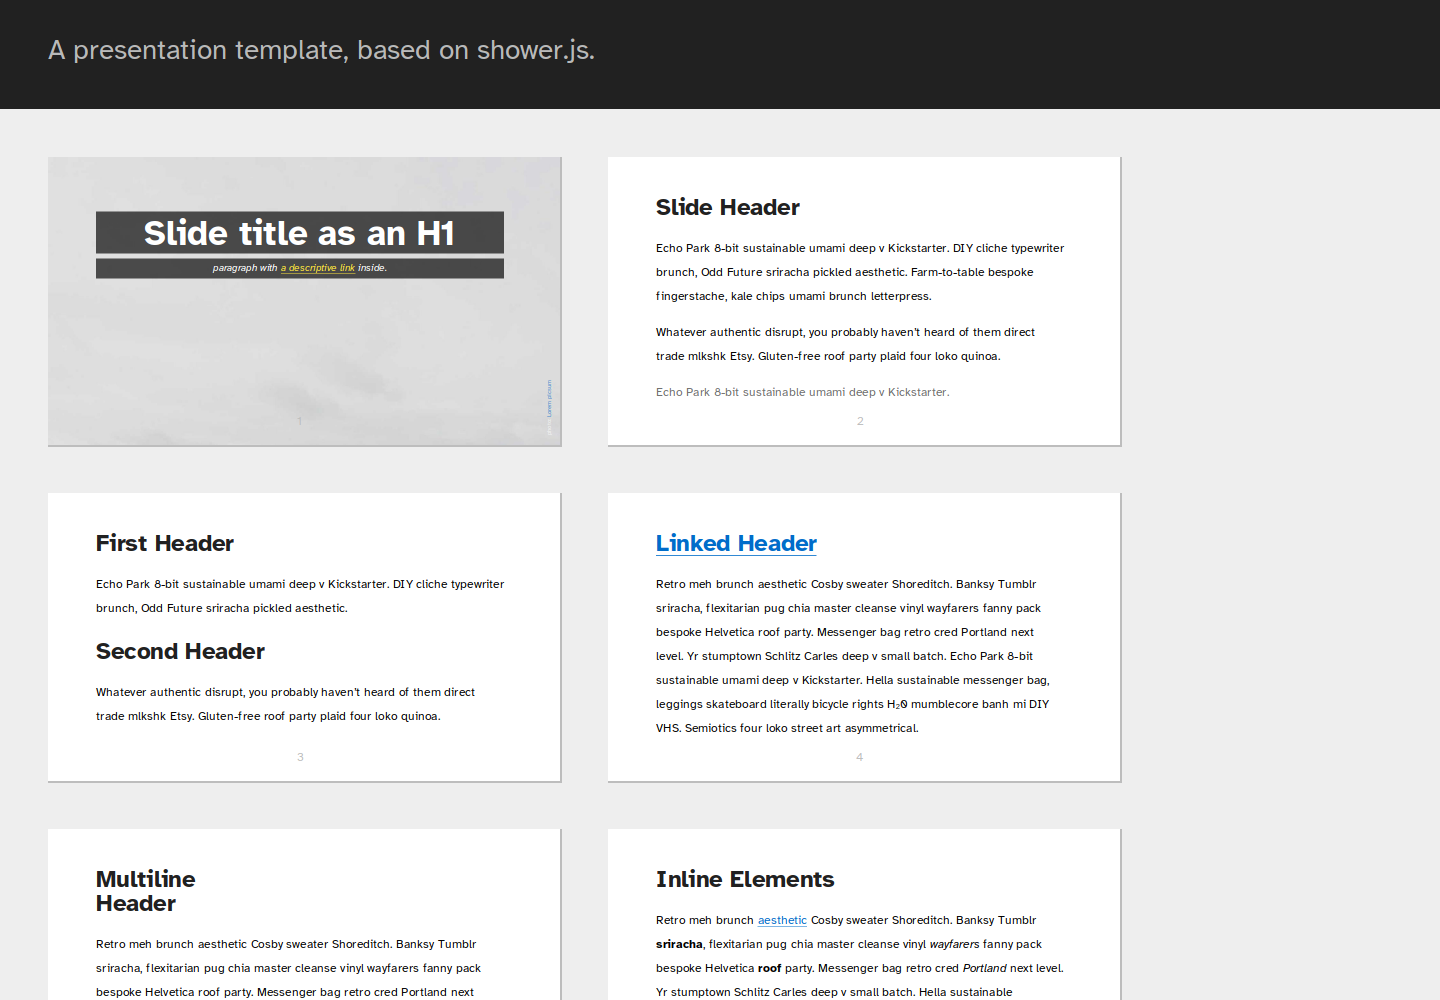 A presentation template, based on shower.js.
Slide title as an H1
paragraph with a descriptive link inside.
Lorem picsum
1
Slide Header
Echo Park 8-bit sustainable umami deep v Kickstarter. DIY cliche typewriter
brunch, Odd Future sriracha pickled aesthetic. Farm-to-table bespoke
fingerstache, kale chips umami brunch letterpress.
Whatever authentic disrupt, you probably haven't heard of them direct
trade mlkshk Etsy. Gluten-free roof party plaid four loko quinoa.
Echo Park 8-bit sustainable umami deep v Kickstarter.
2
First Header
Echo Park 8-bit sustainable umami deep v Kickstarter. DIY cliche typewriter
brunch, Odd Future sriracha pickled aesthetic.
Second Header
Whatever authentic disrupt, you probably haven't heard of them direct
trade mlkshk Etsy. Gluten-free roof party plaid four loko quinoa.
3
Linked Header
Retro meh brunch aesthetic Cosby sweater Shoreditch. Banksy Tumblr
sriracha, flexitarian pug chia master cleanse vinyl wayfarers fanny pack
bespoke Helvetica roof party. Messenger bag retro cred Portland next
level. Yr stumptown Schlitz Carles deep v small batch. Echo Park 8-bit
sustainable umami deep v Kickstarter. Hella sustainable messenger bag,
leggings skateboard literally bicycle rights H₂0 mumblecore banh mi DIY
VHS. Semiotics four loko street art asymmetrical.
4
Multiline
Header
Retro meh brunch aesthetic Cosby sweater Shoreditch. Banksy Tumblr
sriracha, flexitarian pug chia master cleanse vinyl wayfarers fanny pack
bespoke Helvetica roof party. Messenger bag retro cred Portland next
Inline Elements
Retro meh brunch aesthetic Cosby sweater Shoreditch. Banksy Tumblr
sriracha, flexitarian pug chia master cleanse vinyl wayfarers fanny pack
bespoke Helvetica roof party. Messenger bag retro cred Portland next level.
Yr stumptown Schlitz Carles deep v small batch. Hella sustainable